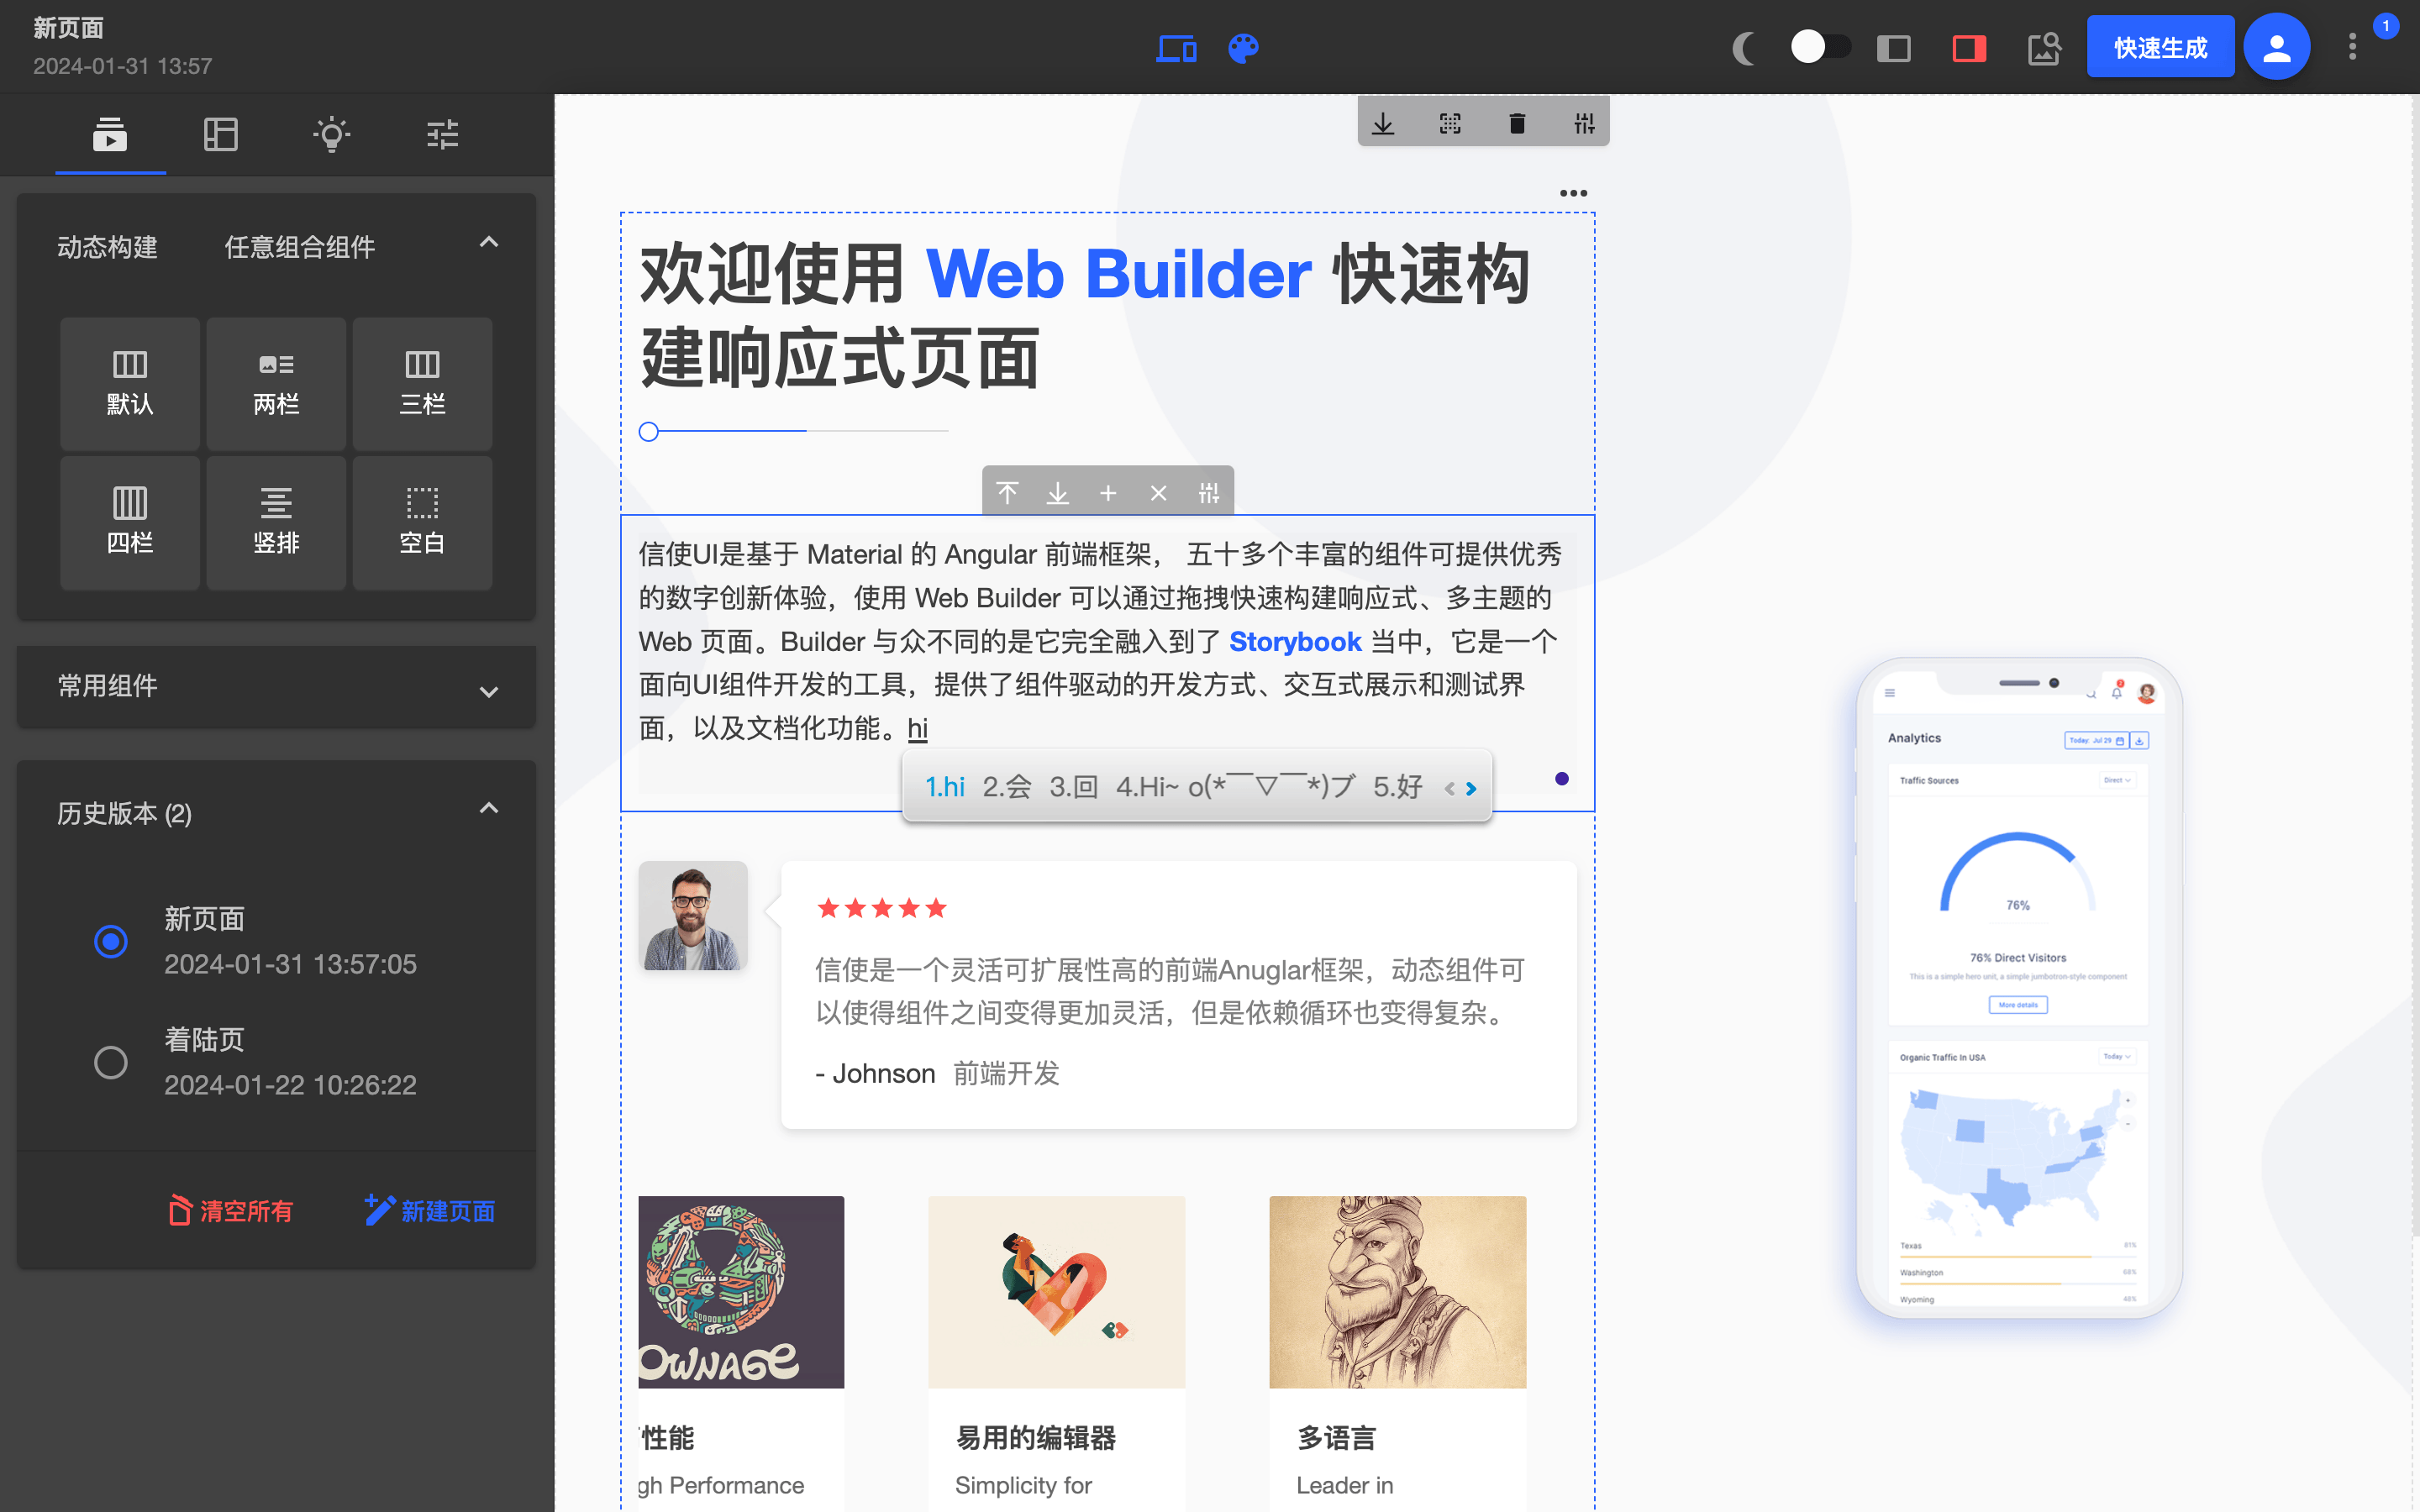 新页面
2024-01-31 13:57
快速生成
1
动态构建 任意组合组件
默认
两栏
三栏
四栏
竖排
空白
常用组件
历史版本 (2)
新页面
2024-01-31 13:57:05
着陆页
2024-01-22 10:26:22
清空所有
新建页面
欢迎使用 Web Builder 快速构
建响应式页面
信使UI是基于 Material 的 Angular 前端框架， 五十多个丰富的组件可提供优秀
的数字创新体验，使用 Web Builder 可以通过拖拽快速构建响应式、多主题的
Web 页面。Builder 与众不同的是它完全融入到了 Storybook 当中，它是一个
面向UI组件开发的工具，提供了组件驱动的开发方式、交互式展示和测试界
面，以及文档化功能。hi
1.hi 2.会 3.回 4.Hi~ o(*￣▽￣*)ブ 5.好
信使是一个灵活可扩展性高的前端Anuglar框架，动态组件可
以使得组件之间变得更加灵活，但是依赖循环也变得复杂。
- Johnson 前端开发
OWNAGE
性能
gh Performance
易用的编辑器
Simplicity for
多语言
Leader in
2
Analytics
Today: Jul 29
Traffic Sources
Direct
76%
76% Direct Visitors
This is a simple hero unit, a simple jumbotron-style component
More details
Organic Traffic In USA
Today
+
-
Texas 81%
Washington 68%
Wyoming 48%